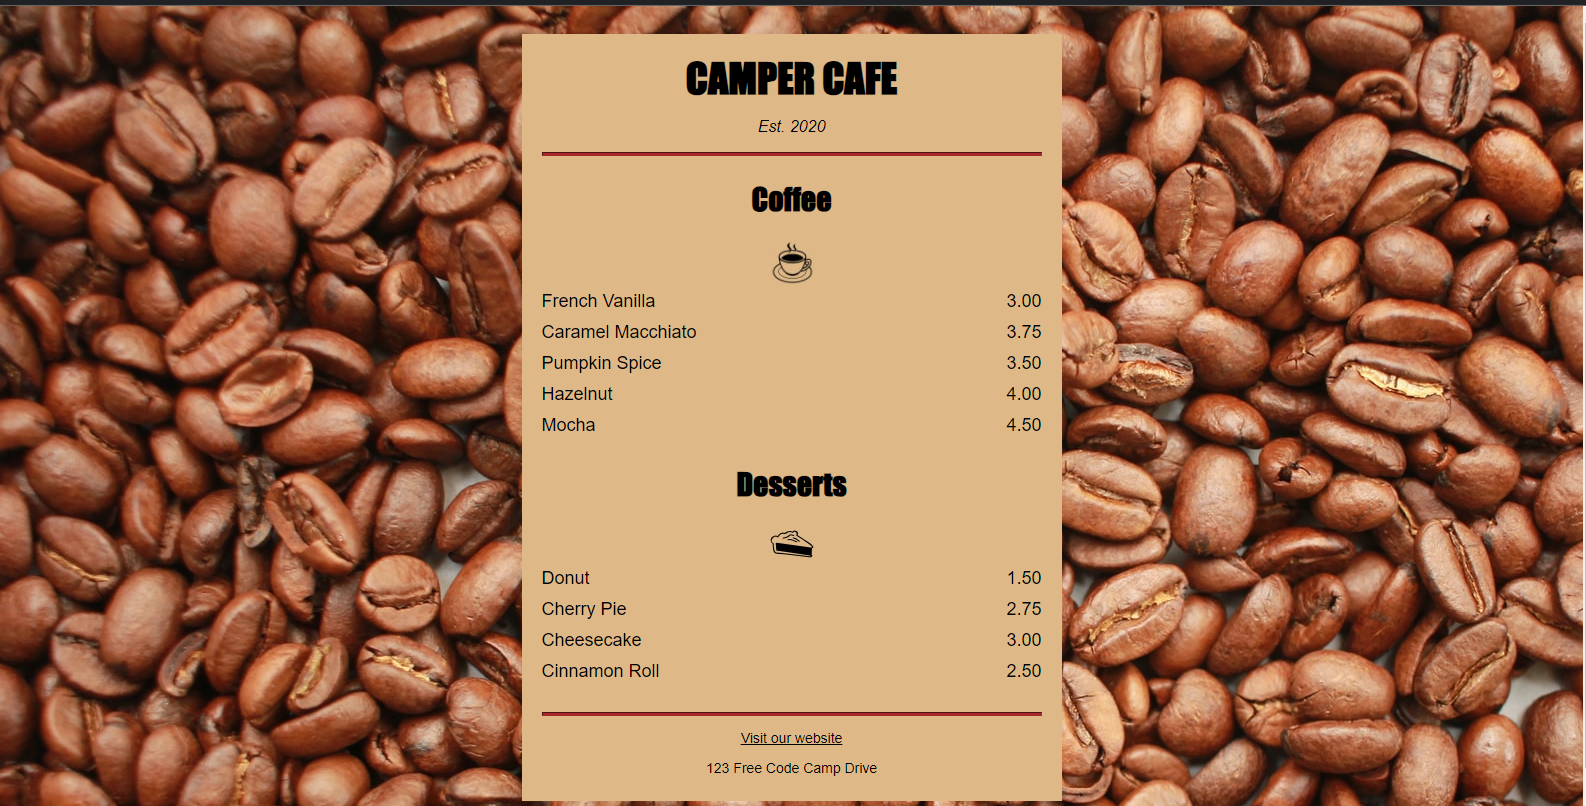 CAMPER CAFE
Est. 2020
Coffee
French Vanilla 3.00
Caramel Macchiato 3.75
Pumpkin Spice 3.50
Hazelnut 4.00
Mocha 4.50
Desserts
Donut 1.50
Cherry Pie 2.75
Cheesecake 3.00
Cinnamon Roll 2.50
Visit our website
123 Free Code Camp Drive